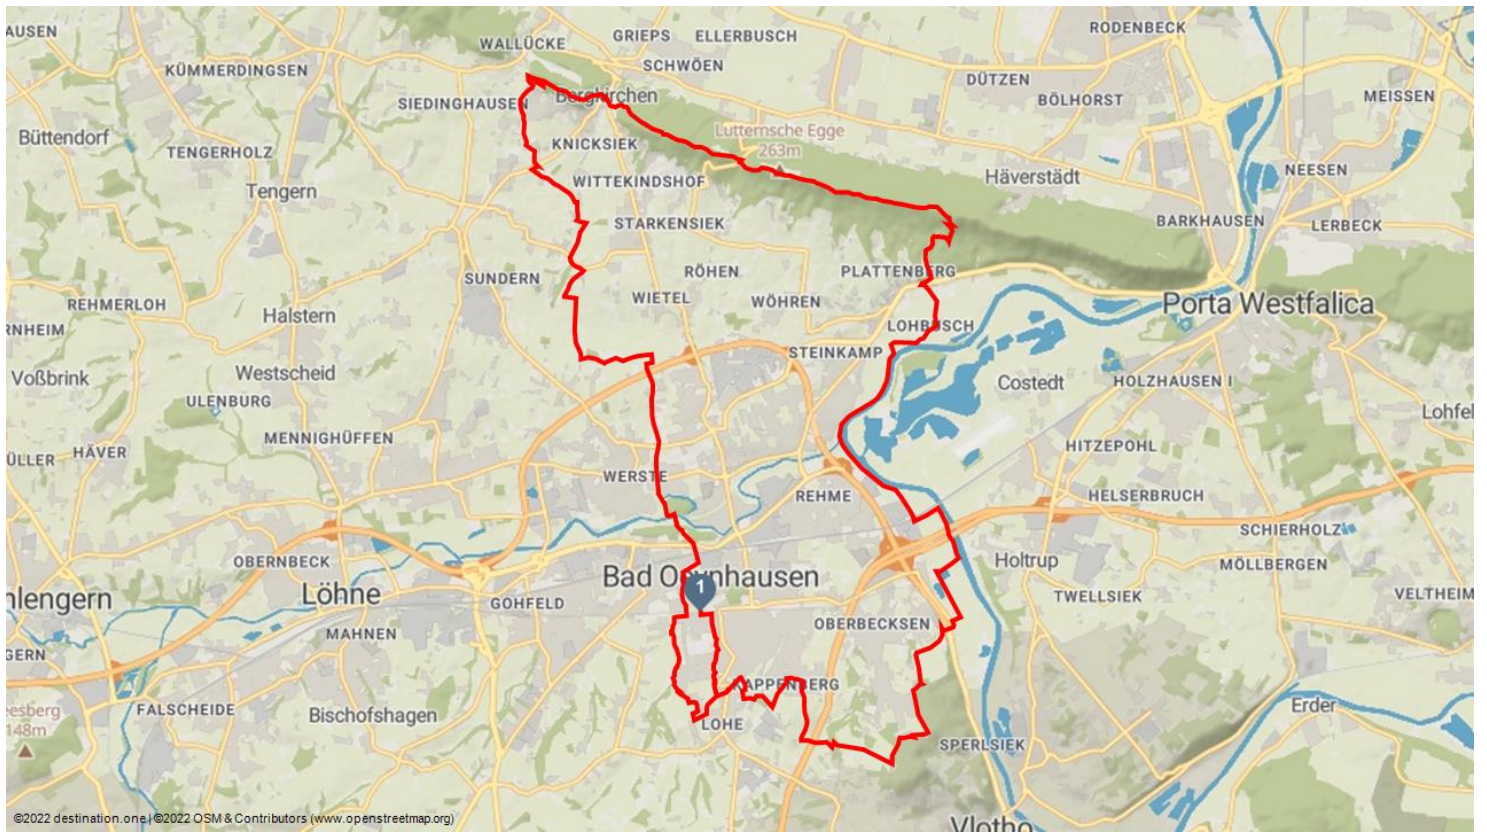 AUSEN
WALLÜCKE
GRIEPS
ELLERBUSCH
RODENBECK
KÜMMERDINGSEN
SCHWÖEN
DÜTZEN
SIEDINGHAUSEN
Bergkirchen
BÖLHORST
MEISSEN
Büttendorf
TENGERHOLZ
KNICKSIEK
Lutternsche Egge
263m
NEESEN
Tengern
WITTEKINDSHOF
Häverstädt
STARKENSIEK
BARKHAUSEN
LERBECK
SUNDERN
RÖHEN
PLATTENBERG
REHMERLOH
WIETEL
WÖHREN
Porta Westfalica
RNHEIM
Halstern
LOHBUSCH
STEINKAMP
Voßbrink
Westscheid
Costedt
HOLZHAUSEN I
ULENBURG
Lohfel
MENNIGHÜFFEN
HITZEPOHL
ÜLLER
HÄVER
WERSTE
REHME
HELSERBRUCH
SCHIERHOLZ
OBERNBECK
Holtrup
MÖLLBERGEN
Bad Oeynhausen
1
hlengern
Löhne
GOHFELD
TWELLSIEK
VELTHEIM
MAHNEN
OBERBECKSEN
GERN
KAPPENBERG
eesberg
148m
FALSCHEIDE
Bischofshagen
LOHE
Erder
SPERLSIEK
©2022 destination.one | ©2022 OSM & Contributors (www.openstreetmap.org)
Vlotho